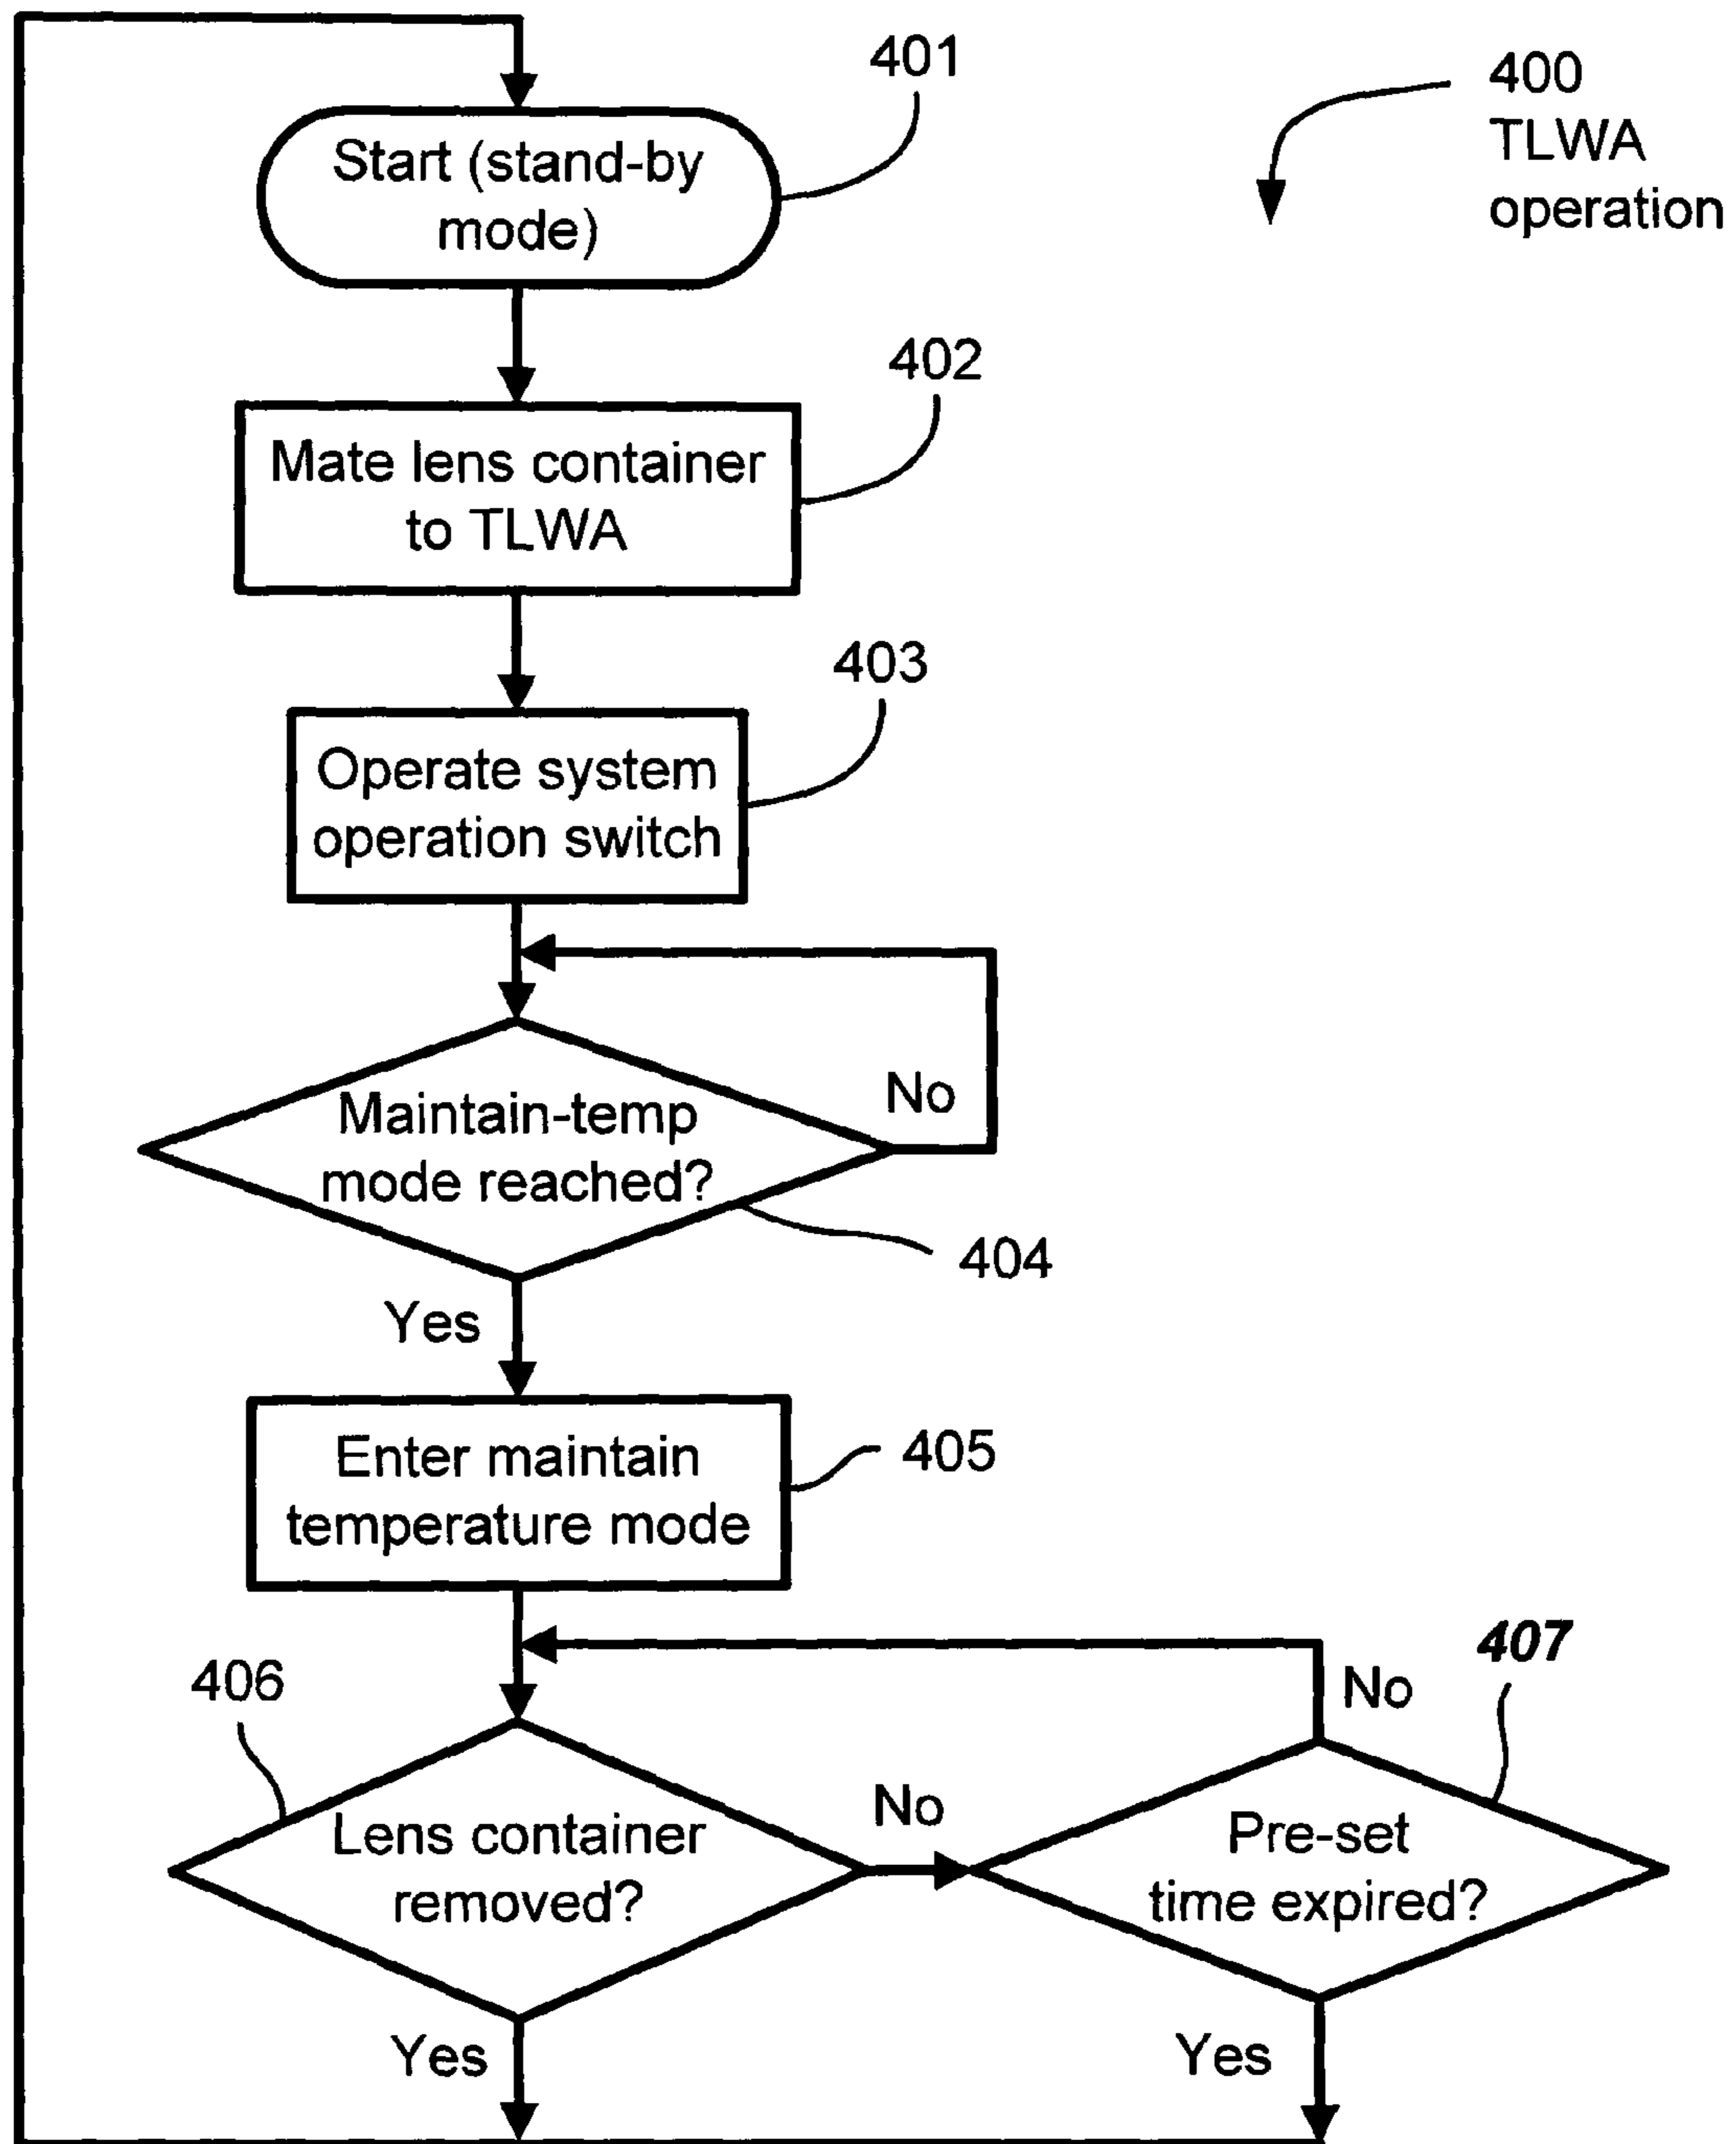 401
400
TLWA
operation
Start (stand-by
mode)
402
Mate lens container
to TLWA
403
Operate system
operation switch
No
Maintain-temp
mode reached?
404
Yes
Enter maintain
temperature mode
405
406
407
No
No
Lens container
removed?
Pre-set
time expired?
Yes
Yes